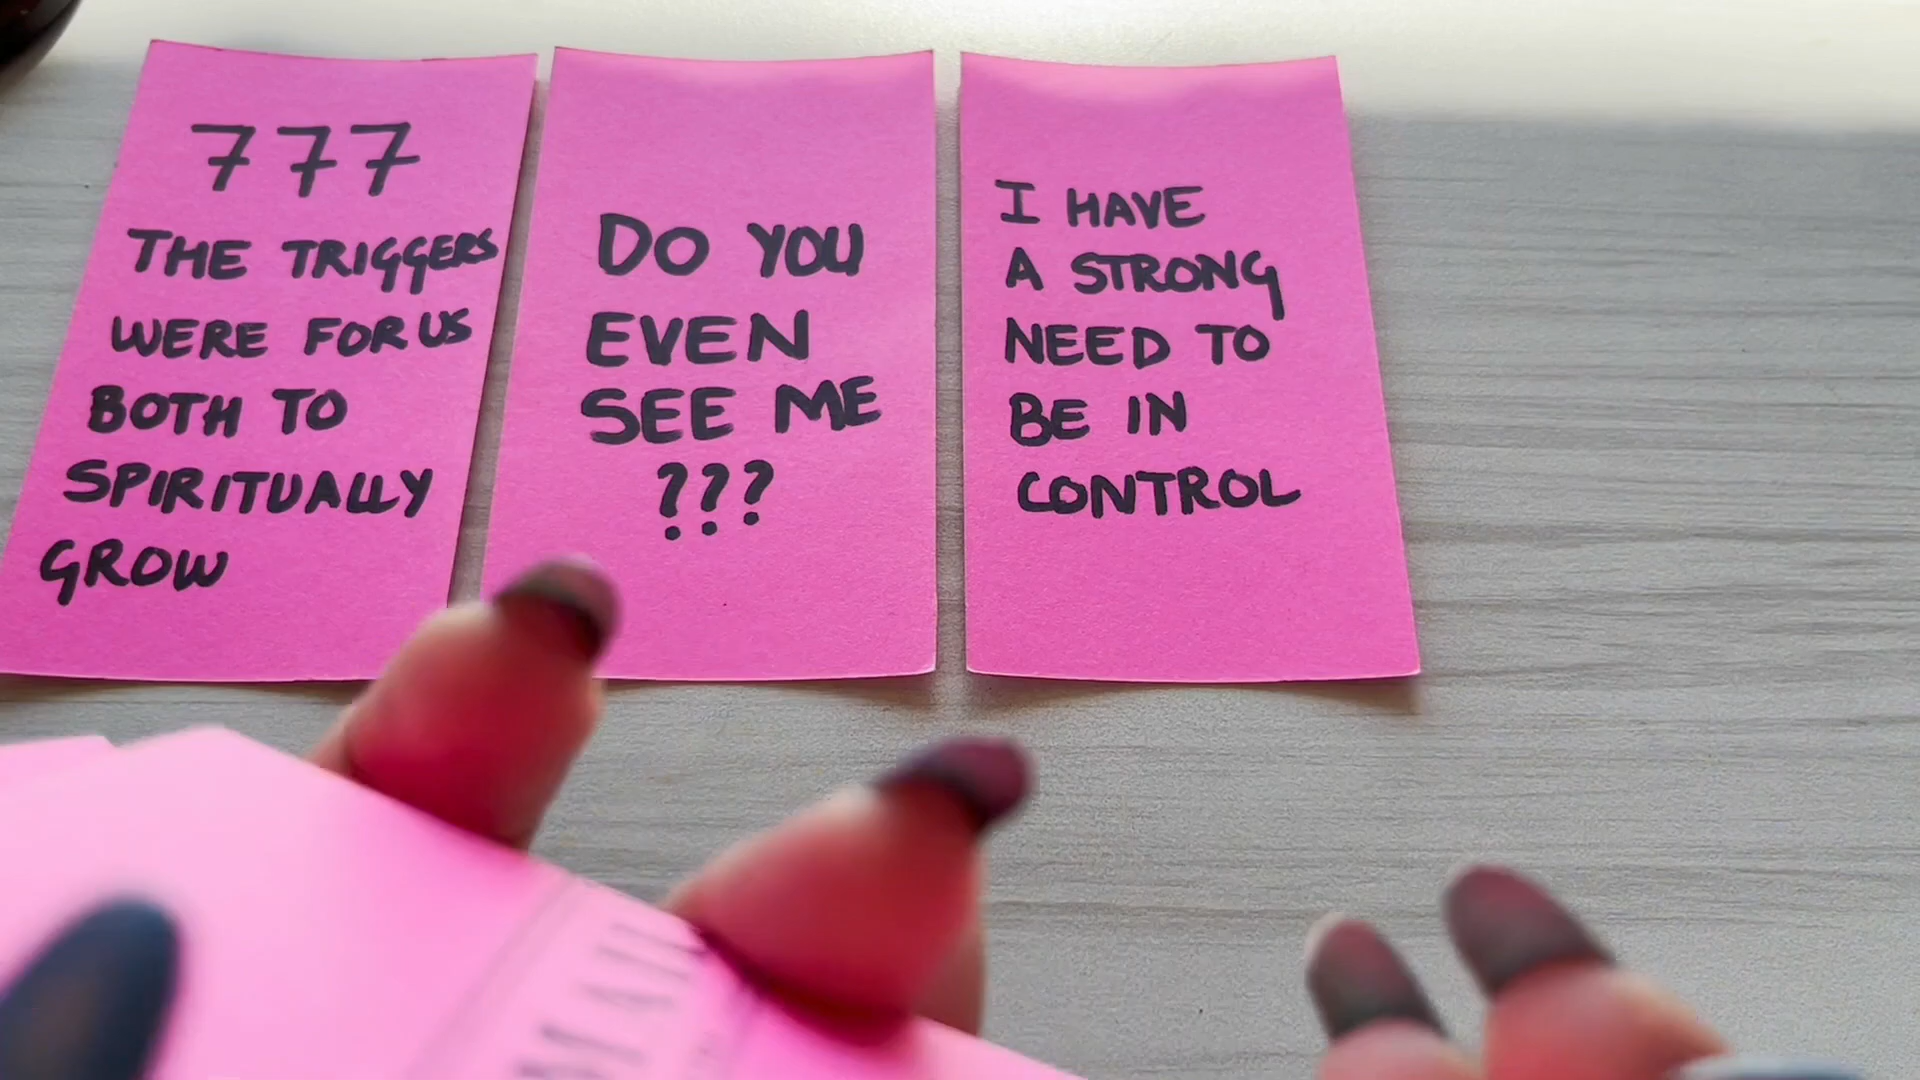 777
THE TRIGGERS
WERE FOR US
BOTH TO
SPIRITUALLY
GROW
DO YOU
EVEN
SEE ME
???
I HAVE
A STRONG
NEED TO
BE IN
CONTROL